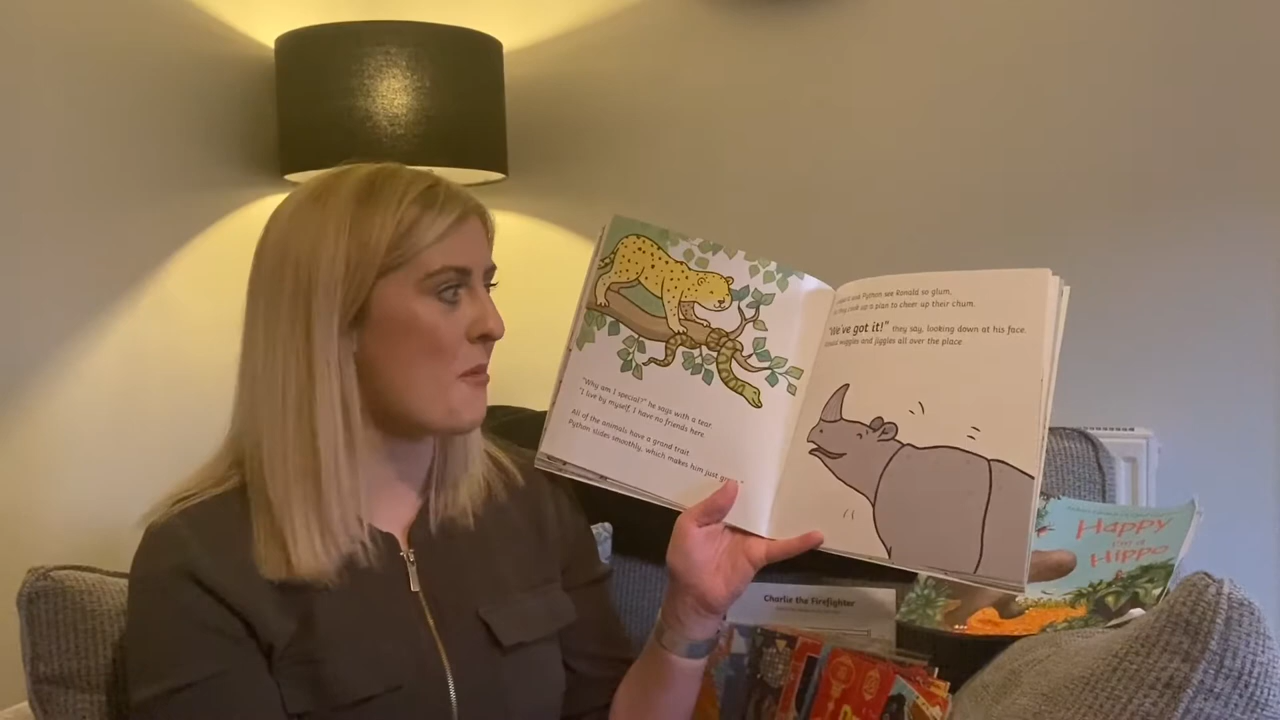 "Why am I special?" he says with a tear.
"I live by myself, I have no friends here.
All of the animals have a grand trait
Python slides smoothly, which makes him just
and Python see Ronald so glum,
they cook up a plan to cheer up their chum.
"We've got it!" they say, looking down at his face.
wiggles and jiggles all over the place
Happy
Hippo
Charlie the Firefighter